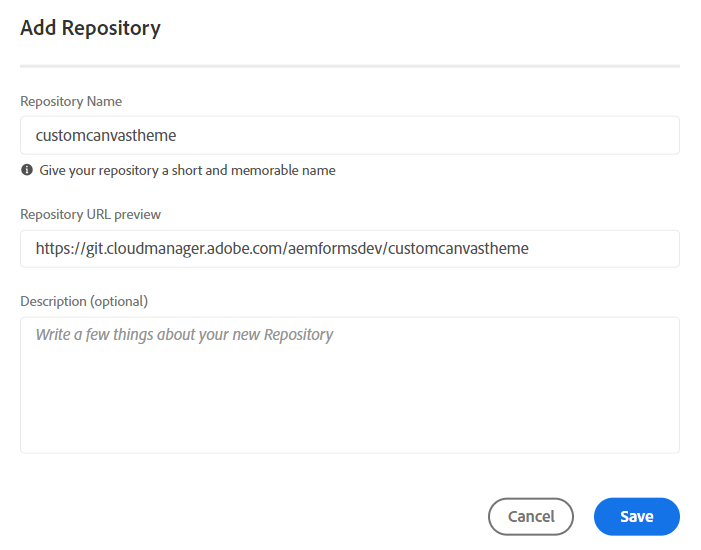 Add Repository
Repository Name
customcanvastheme
Give your repository a short and memorable name
Repository URL preview
https://git.cloudmanager.adobe.com/aemformsdev/customcanvastheme
Description (optional)
Write a few things about your new Repository
Cancel Save